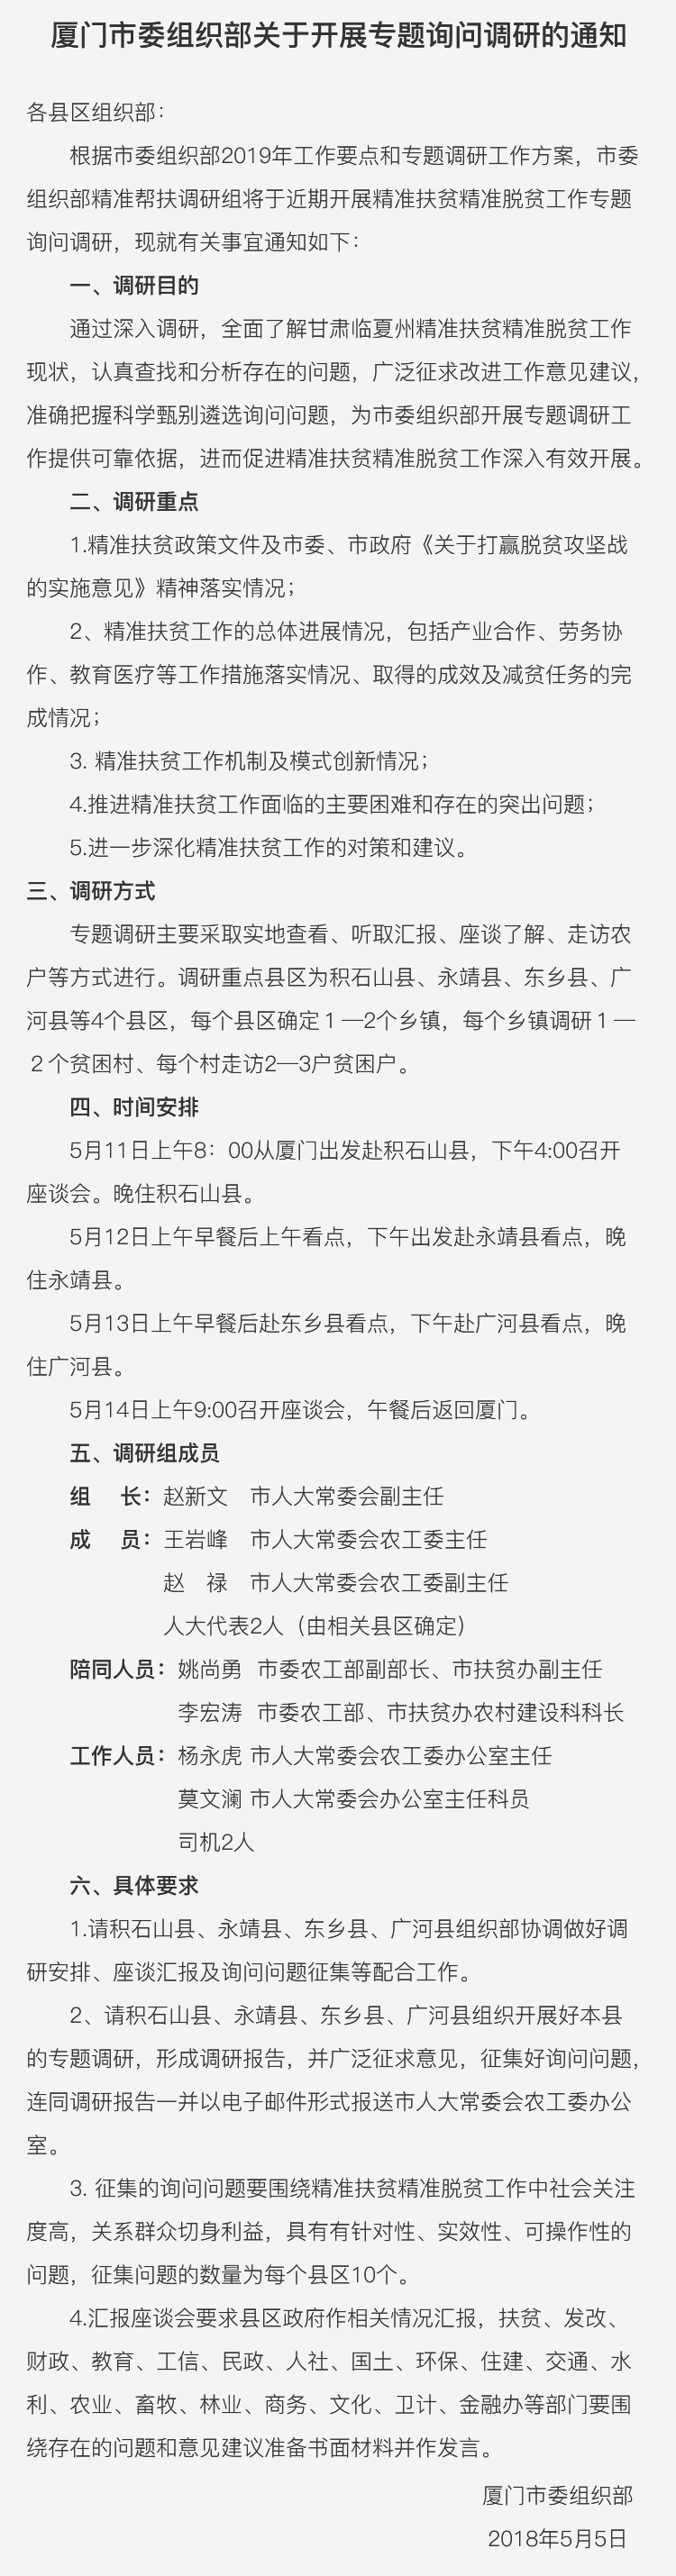 厦门市委组织部关于开展专题询问调研的通知
各县区组织部：
根据市委组织部2019年工作要点和专题调研工作方案，市委
组织部精准帮扶调研组将于近期开展精准扶贫精准脱贫工作专题
询问调研，现就有关事宜通知如下：
一、调研目的
通过深入调研，全面了解甘肃临夏州精准扶贫精准脱贫工作
现状，认真查找和分析存在的问题，广泛征求改进工作意见建议，
准确把握科学甄别遴选询问问题，为市委组织部开展专题调研工
作提供可靠依据，进而促进精准扶贫精准脱贫工作深入有效开展。
二、调研重点
1.精准扶贫政策文件及市委、市政府《关于打赢脱贫攻坚战
的实施意见》精神落实情况；
2、精准扶贫工作的总体进展情况，包括产业合作、劳务协
作、教育医疗等工作措施落实情况、取得的成效及减贫任务的完
成情况；
3. 精准扶贫工作机制及模式创新情况；
4.推进精准扶贫工作面临的主要困难和存在的突出问题；
5.进一步深化精准扶贫工作的对策和建议。
三、调研方式
专题调研主要采取实地查看、听取汇报、座谈了解、走访农
户等方式进行。调研重点县区为积石山县、永靖县、东乡县、广
河县等4个县区，每个县区确定１—2个乡镇，每个乡镇调研１—
２个贫困村、每个村走访2—3户贫困户。
四、时间安排
5月11日上午8：00从厦门出发赴积石山县，下午4:00召开
座谈会。晚住积石山县。
5月12日上午早餐后上午看点，下午出发赴永靖县看点，晚
住永靖县。
5月13日上午早餐后赴东乡县看点，下午赴广河县看点，晚
住广河县。
5月14日上午9:00召开座谈会，午餐后返回厦门。
五、调研组成员
组　长：赵新文　市人大常委会副主任
成　员：王岩峰　市人大常委会农工委主任
赵　禄　市人大常委会农工委副主任
人大代表2人（由相关县区确定）
陪同人员：姚尚勇  市委农工部副部长、市扶贫办副主任
李宏涛  市委农工部、市扶贫办农村建设科科长
工作人员：杨永虎 市人大常委会农工委办公室主任
莫文澜 市人大常委会办公室主任科员
司机2人
六、具体要求
1.请积石山县、永靖县、东乡县、广河县组织部协调做好调
研安排、座谈汇报及询问问题征集等配合工作。
2、请积石山县、永靖县、东乡县、广河县组织开展好本县
的专题调研，形成调研报告，并广泛征求意见，征集好询问问题，
连同调研报告一并以电子邮件形式报送市人大常委会农工委办公
室。
3. 征集的询问问题要围绕精准扶贫精准脱贫工作中社会关注
度高，关系群众切身利益，具有有针对性、实效性、可操作性的
问题，征集问题的数量为每个县区10个。
4.汇报座谈会要求县区政府作相关情况汇报，扶贫、发改、
财政、教育、工信、民政、人社、国土、环保、住建、交通、水
利、农业、畜牧、林业、商务、文化、卫计、金融办等部门要围
绕存在的问题和意见建议准备书面材料并作发言。
厦门市委组织部
2018年5月5日